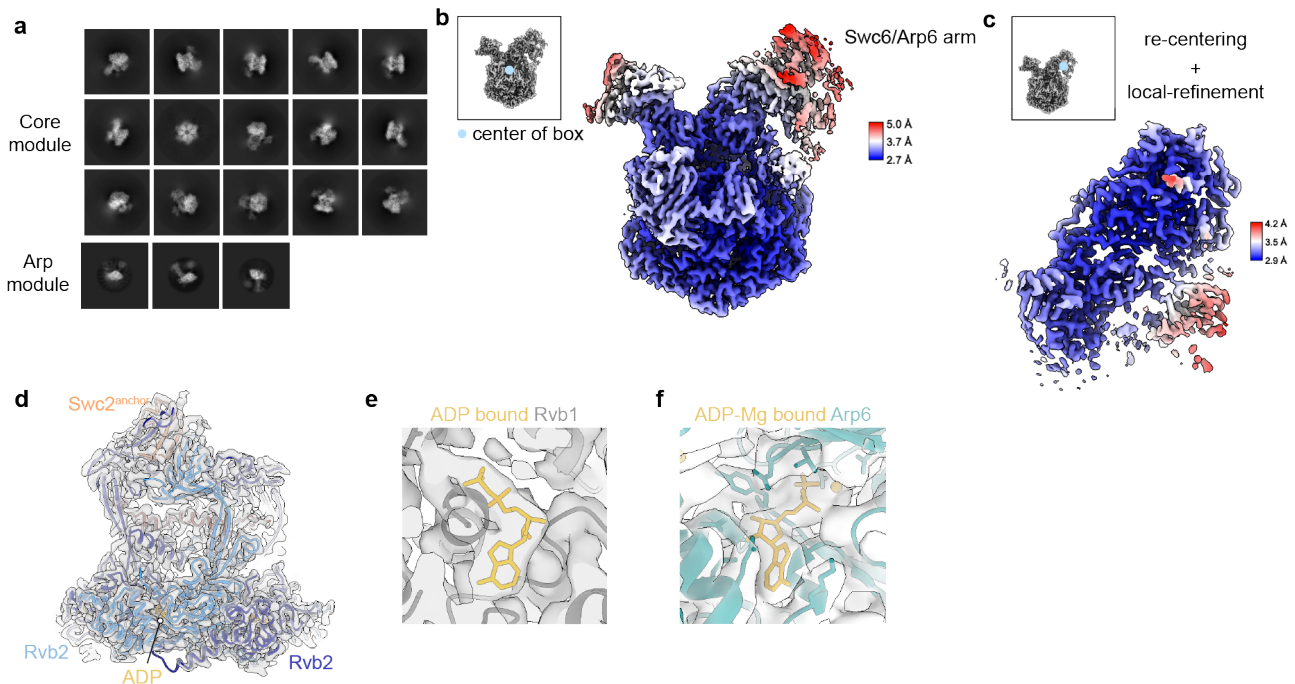 a
Core
module
Arp
module
b
center of box
Swc6/Arp6 arm
5.0 Å
3.7 Å
2.7 Å
c
re-centering
+
local-refinement
4.2 Å
3.5 Å
2.9 Å
d
Swc2anchor
Rvb2
ADP
Rvb2
e
ADP bound Rvb1
f
ADP-Mg bound Arp6